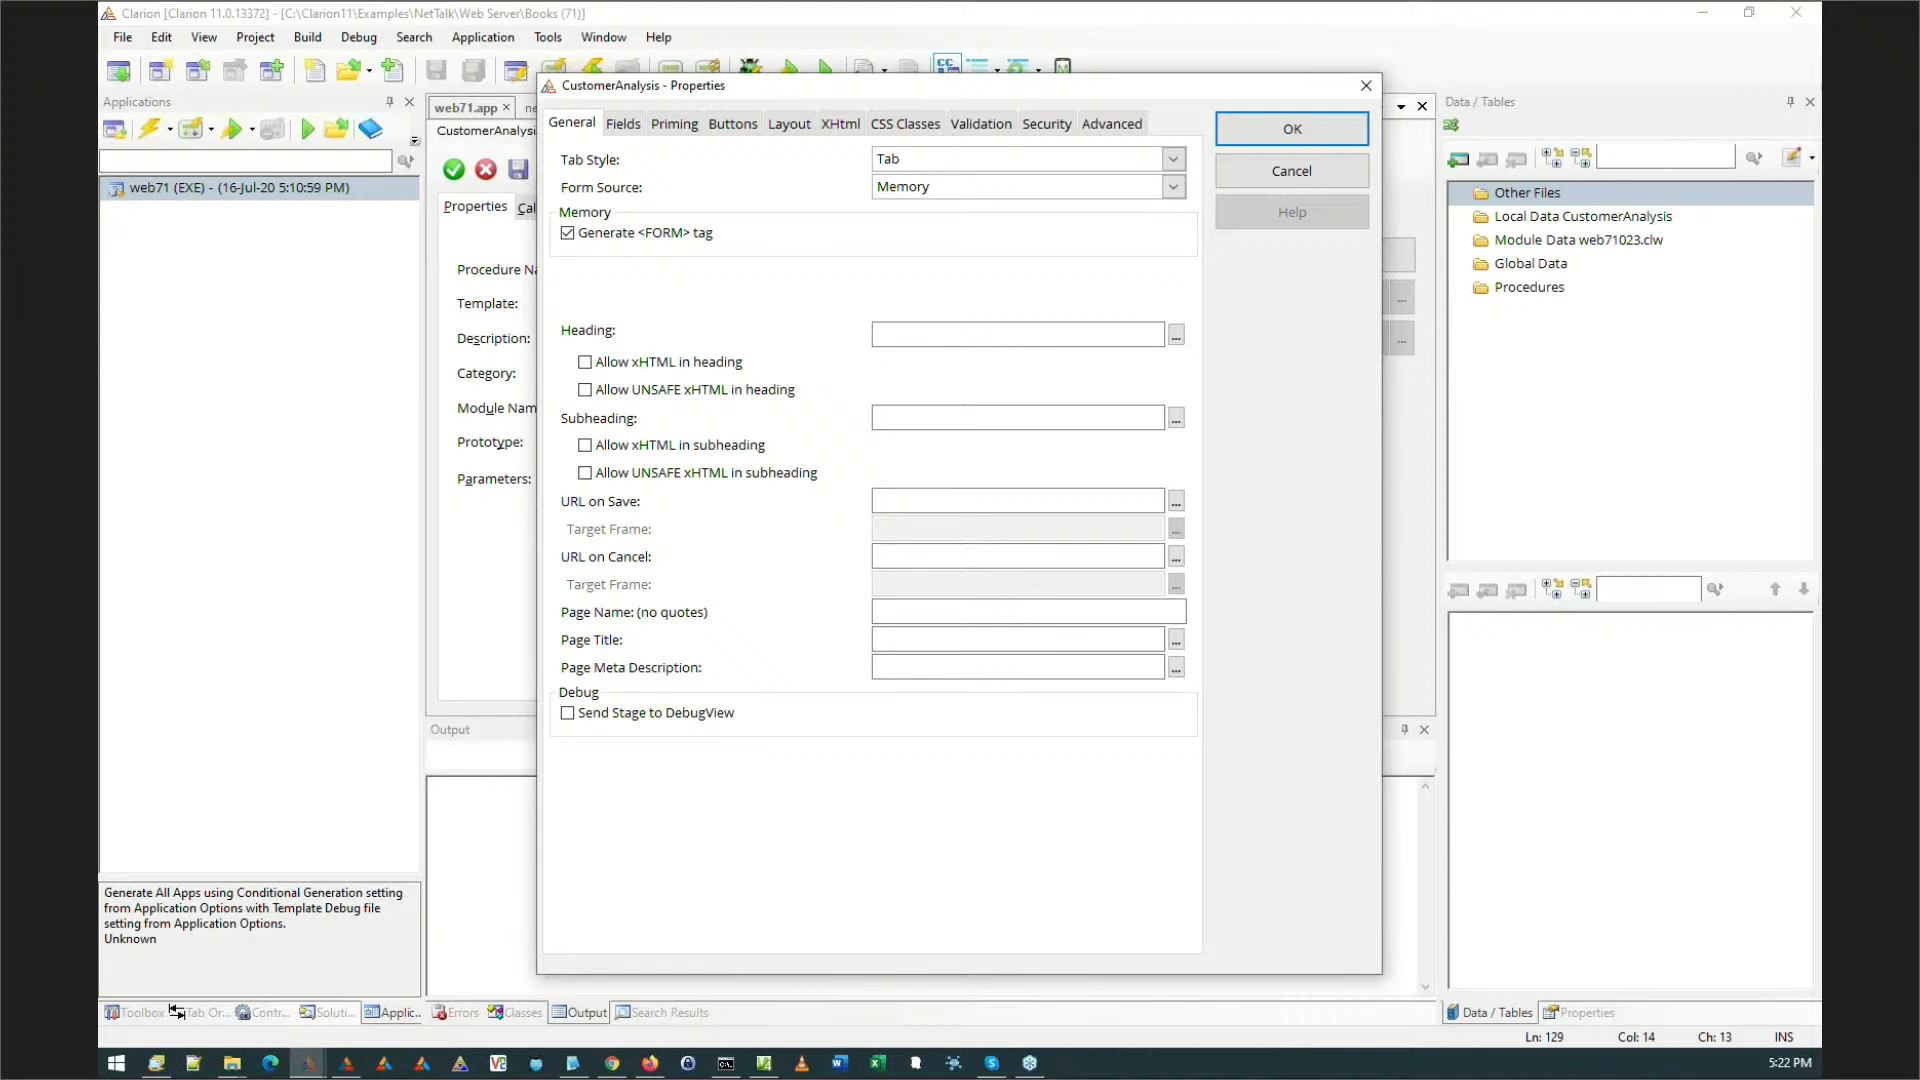 Clarion [Clarion 11.0.13372] - [C:\Clarion11\Examples\NetTalk\Web Server\Books (71)]
File Edit View Project Build Debug Search Application Tools Window Help
Applications
web71 (EXE) - (16-Jul-20 5:10:59 PM)
Generate All Apps using Conditional Generation setting
from Application Options with Template Debug file
setting from Application Options.
Unknown
web71.app
CustomerAnalysis
Properties
Procedure Na
Template:
Description:
Category:
Module Nam
Prototype:
Parameters:
Output
CustomerAnalysis - Properties
General Fields Priming Buttons Layout XHtml CSS Classes Validation Security Advanced
Tab Style: Tab
Form Source: Memory
Memory
Generate <FORM> tag
Heading: ...
Allow xHTML in heading
Allow UNSAFE xHTML in heading
Subheading: ...
Allow xHTML in subheading
Allow UNSAFE xHTML in subheading
URL on Save: ...
Target Frame: ...
URL on Cancel: ...
Target Frame: ...
Page Name: (no quotes)
Page Title: ...
Page Meta Description: ...
Debug
Send Stage to DebugView
OK
Cancel
Help
Data / Tables
Other Files
Local Data CustomerAnalysis
Module Data web71023.clw
Global Data
Procedures
Toolbox Tab Or... Contr... Soluti... Applic... Errors Classes Output Search Results
Data / Tables Properties
Ln: 129 Col: 14 Ch: 13 INS
5:22 PM